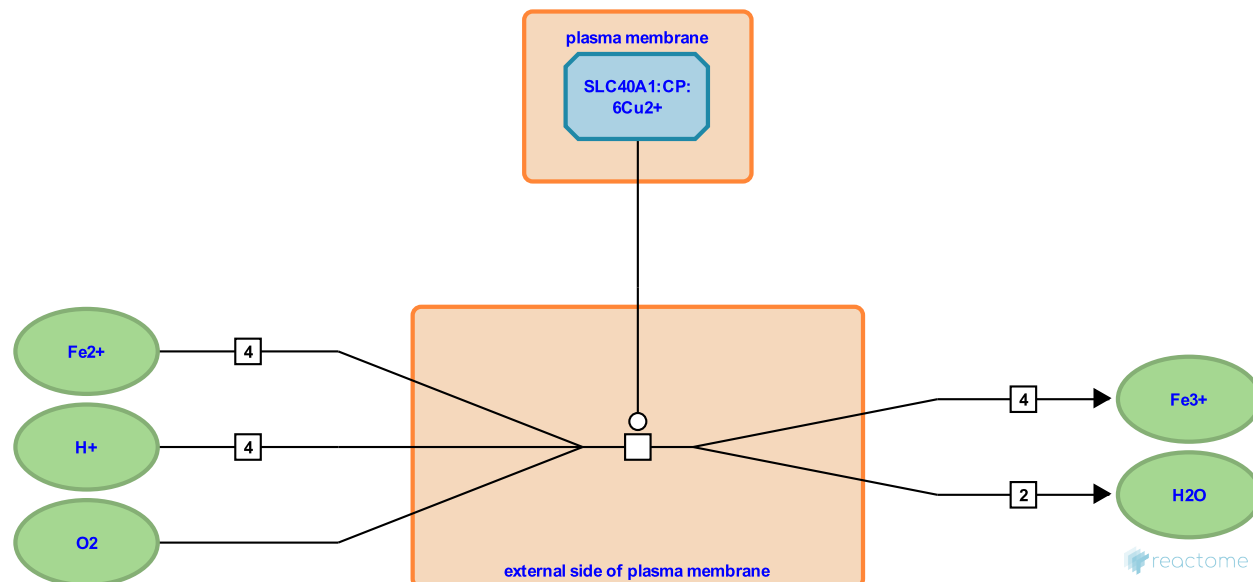 plasma membrane
SLC40A1:CP:
6Cu2+
Fe2+
4
H+
4
O2
4
Fe3+
2
H2O
external side of plasma membrane
reactome